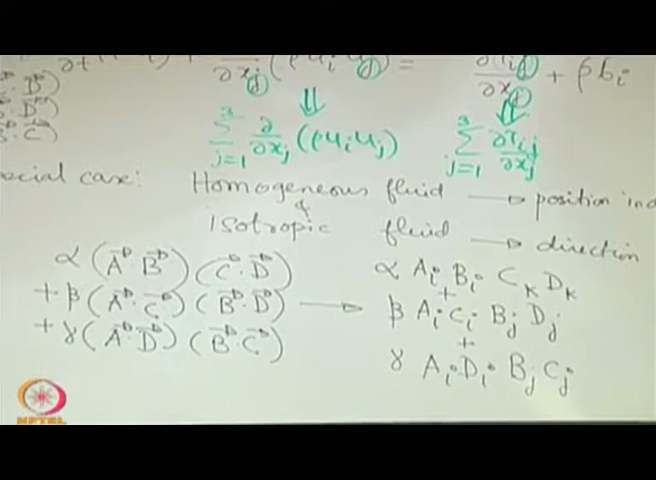 ∂x_j (ρu_i u_j) = ∂τ_ij/∂x_j + ρb_i
·B⃗)
·D⃗)
·C⃗)
⇓ ⇓
Σ_{j=1}^{3} ∂/∂x_j (ρu_i u_j) Σ_{j=1}^{3} ∂τ_ij/∂x_j
ecial case: Homogeneous fluid → position ind
&
Isotropic fluid → direction
α(A⃗·B⃗)(C⃗·D⃗) α A_i B_i C_K D_K
+β(A⃗·C⃗)(B⃗·D⃗) → + β A_i C_i B_j D_j
+γ(A⃗·D⃗)(B⃗·C⃗) + γ A_i D_i B_j C_j
NPTEL